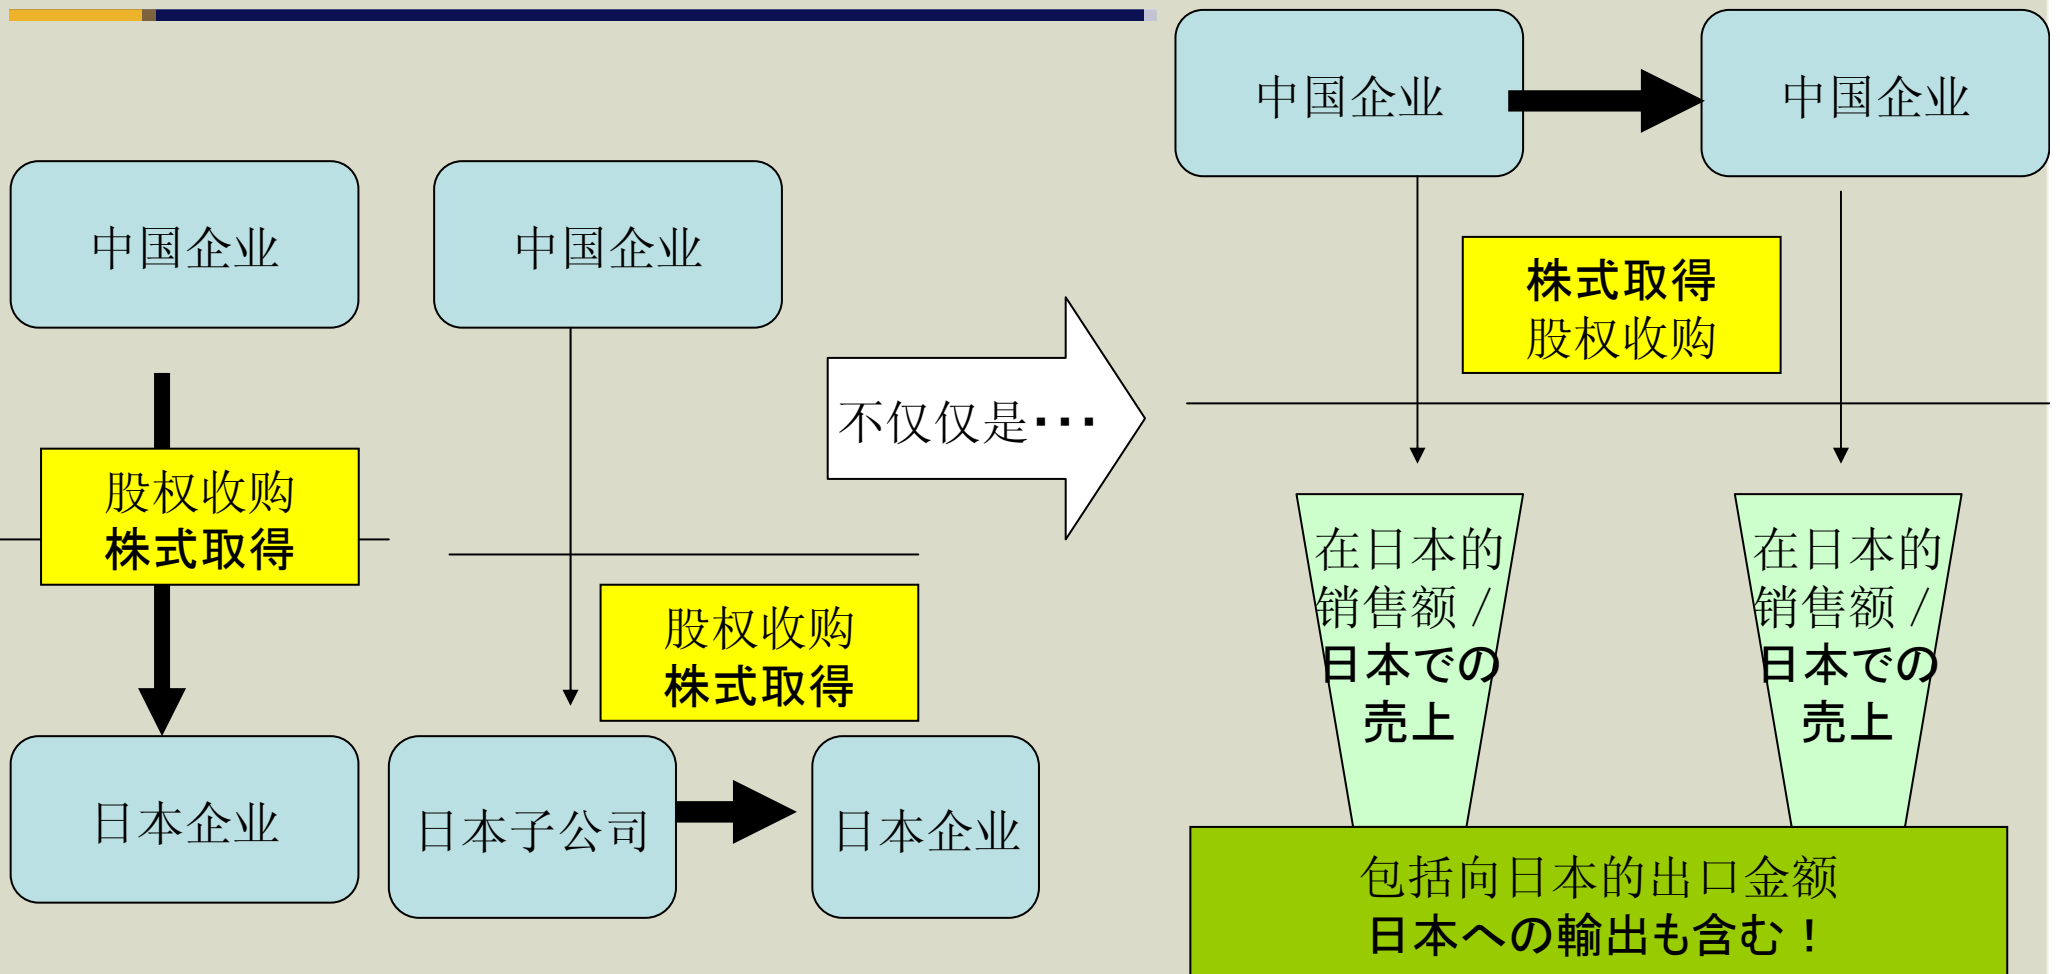 中国企业
中国企业
股权收购
株式取得
股权收购
株式取得
日本企业
日本子公司
日本企业
不仅仅是･･･
中国企业
中国企业
株式取得
股权收购
在日本的
销售额／
日本での
売上
在日本的
销售额／
日本での
売上
包括向日本的出口金额
日本への輸出も含む！